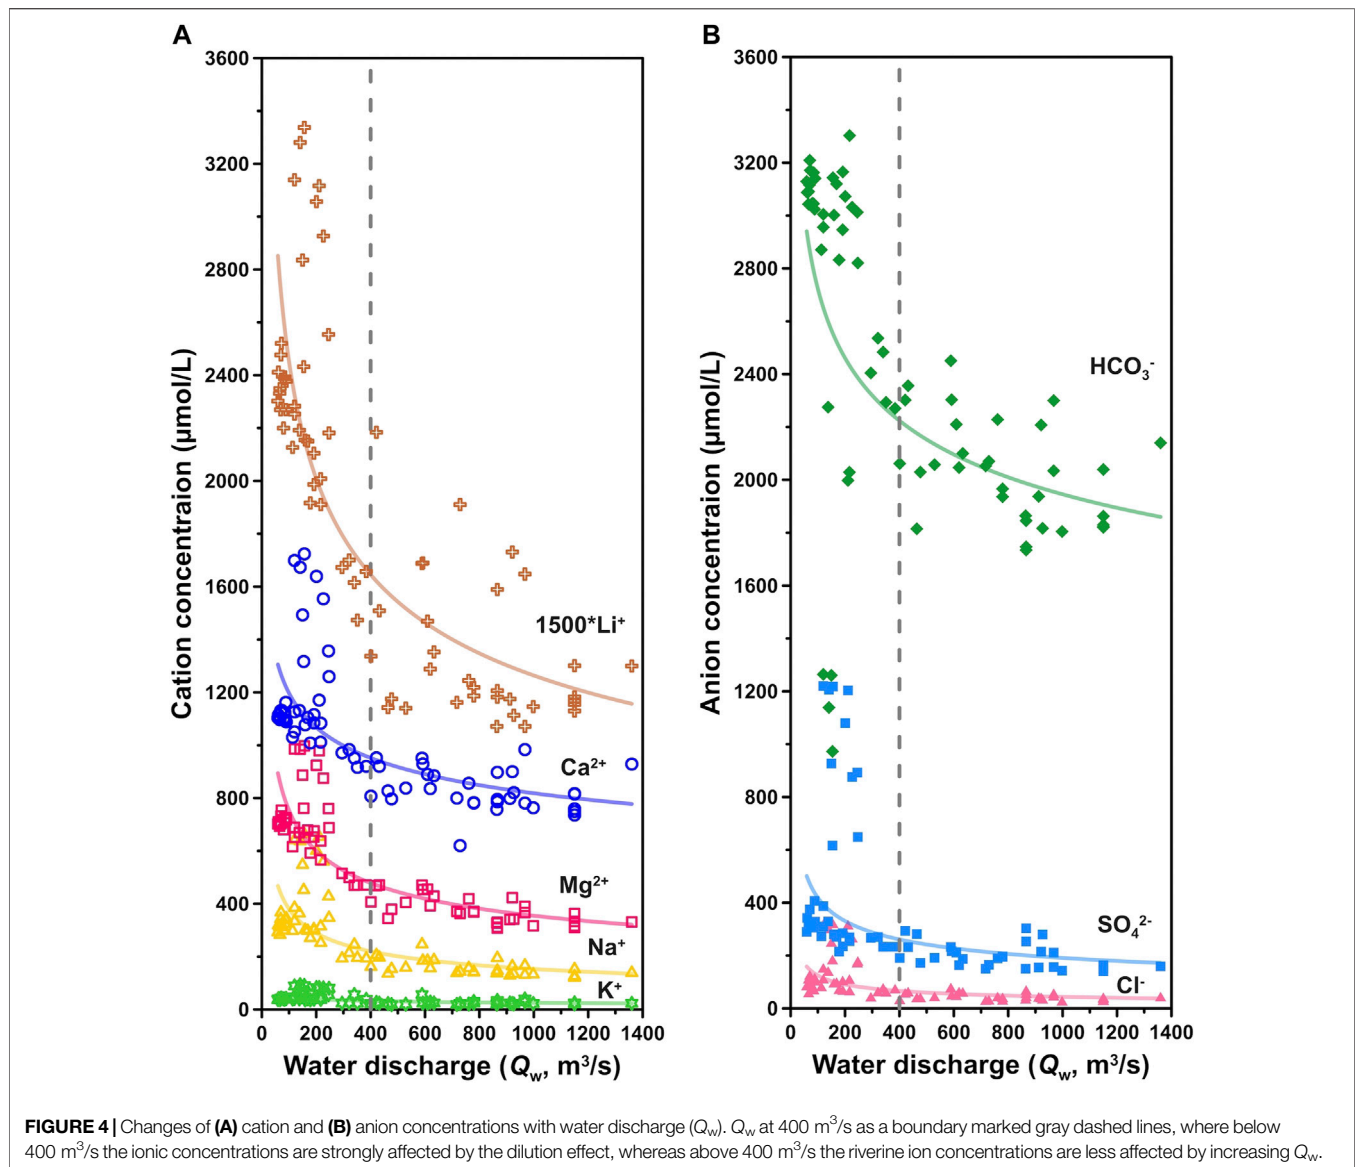 A
B
3600
3200
2800
2400
2000
1600
1200
800
400
0
Cation concentraion (μmol/L)
1500*Li⁺
Ca²⁺
Mg²⁺
Na⁺
K⁺
0 200 400 600 800 1000 1200 1400
Water discharge (Qw, m³/s)
3600
3200
2800
2400
2000
1600
1200
800
400
0
Anion concentraion (μmol/L)
HCO₃⁻
SO₄²⁻
Cl⁻
0 200 400 600 800 1000 1200 1400
Water discharge (Qw, m³/s)
FIGURE 4 | Changes of (A) cation and (B) anion concentrations with water discharge (Qw). Qw at 400 m³/s as a boundary marked gray dashed lines, where below
400 m³/s the ionic concentrations are strongly affected by the dilution effect, whereas above 400 m³/s the riverine ion concentrations are less affected by increasing Qw.